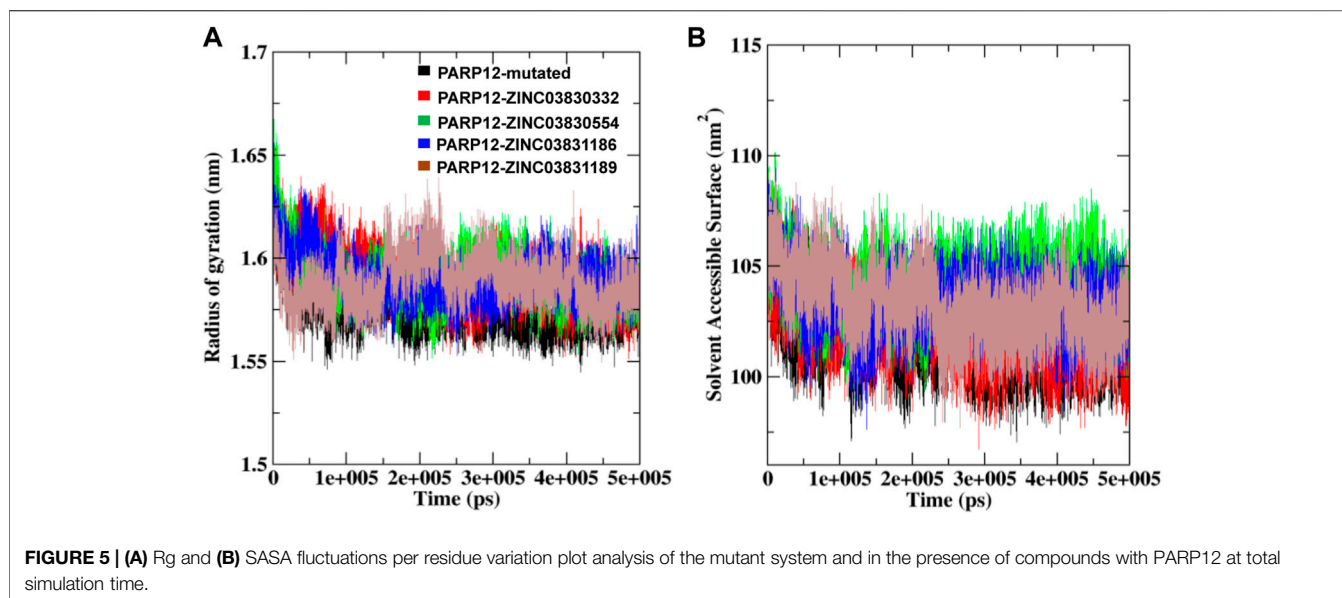 A
1.7
1.65
1.6
1.55
1.5
Radius of gyration (nm)
PARP12-mutated
PARP12-ZINC03830332
PARP12-ZINC03830554
PARP12-ZINC03831186
PARP12-ZINC03831189
0 1e+005 2e+005 3e+005 4e+005 5e+005
Time (ps)
B
115
110
105
100
Solvent Accessible Surface (nm²)
0 1e+005 2e+005 3e+005 4e+005 5e+005
Time (ps)
FIGURE 5 | (A) Rg and (B) SASA fluctuations per residue variation plot analysis of the mutant system and in the presence of compounds with PARP12 at total
simulation time.